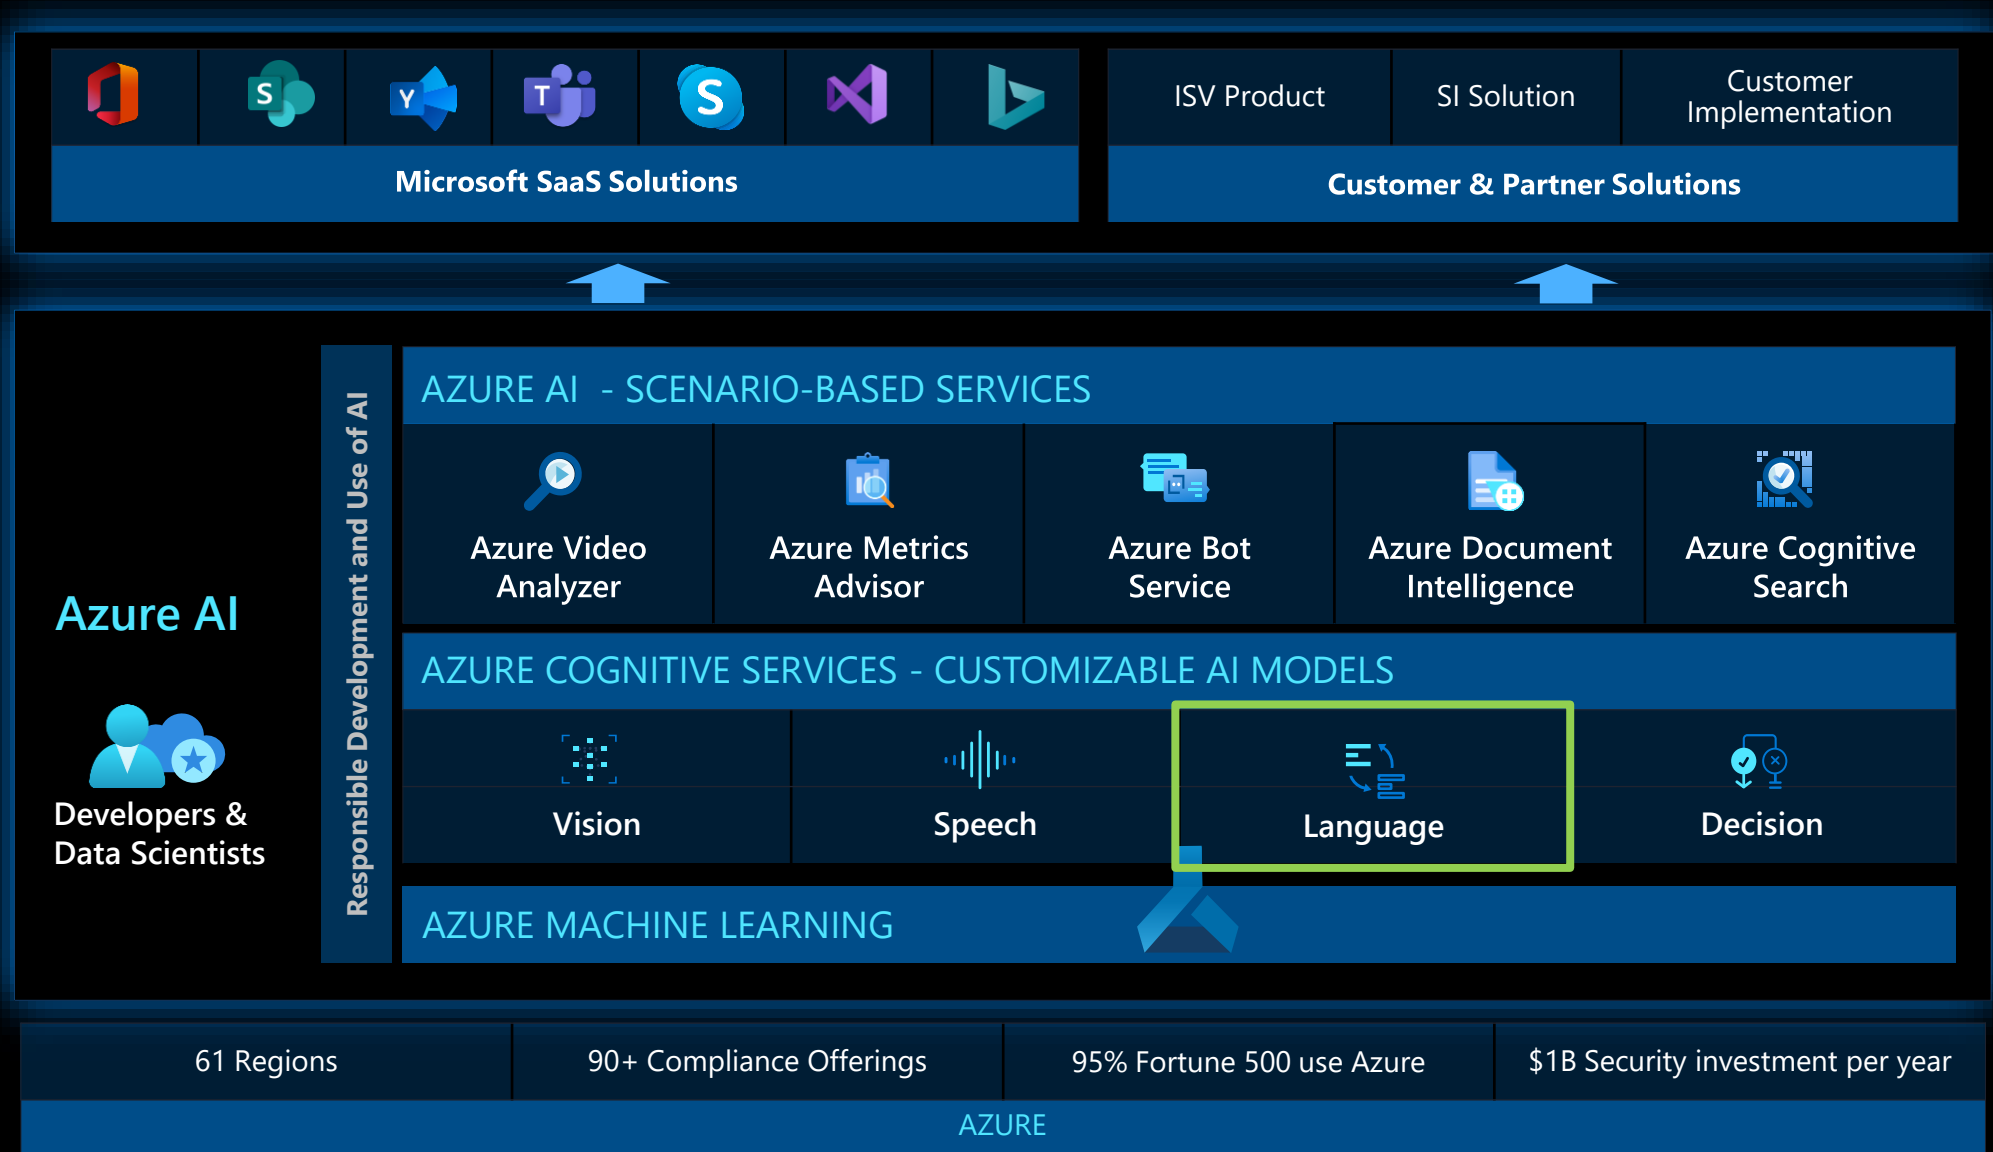 S
Y
T
S
ISV Product
SI Solution
Customer
Implementation
Microsoft SaaS Solutions
Customer & Partner Solutions
Azure AI
Developers &
Data Scientists
Responsible Development and Use of AI
AZURE AI - SCENARIO-BASED SERVICES
Azure Video
Analyzer
Azure Metrics
Advisor
Azure Bot
Service
Azure Document
Intelligence
Azure Cognitive
Search
AZURE COGNITIVE SERVICES - CUSTOMIZABLE AI MODELS
Vision
Speech
Language
Decision
AZURE MACHINE LEARNING
61 Regions
90+ Compliance Offerings
95% Fortune 500 use Azure
$1B Security investment per year
AZURE